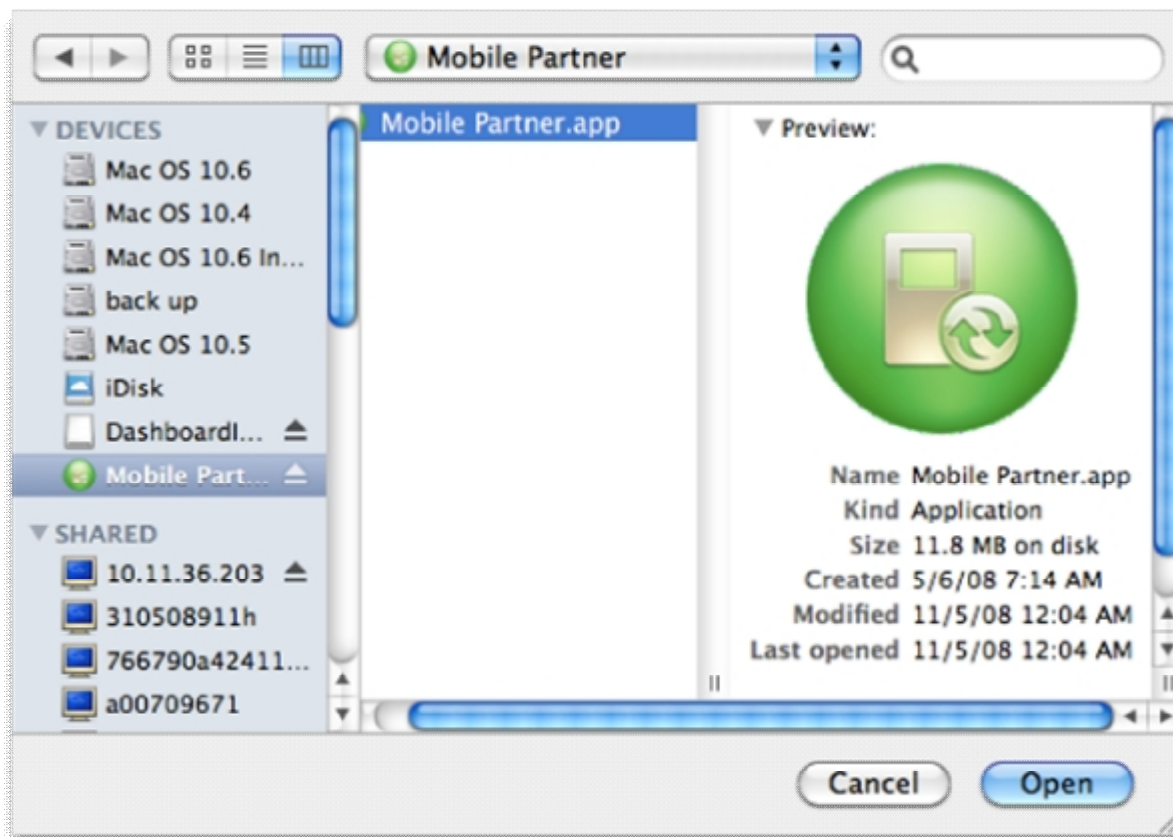 Mobile Partner
DEVICES
Mac OS 10.6
Mac OS 10.4
Mac OS 10.6 In...
back up
Mac OS 10.5
iDisk
DashboardI...
Mobile Part...
SHARED
10.11.36.203
310508911h
766790a42411...
a00709671
Mobile Partner.app
Preview:
Name Mobile Partner.app
Kind Application
Size 11.8 MB on disk
Created 5/6/08 7:14 AM
Modified 11/5/08 12:04 AM
Last opened 11/5/08 12:04 AM
Cancel
Open